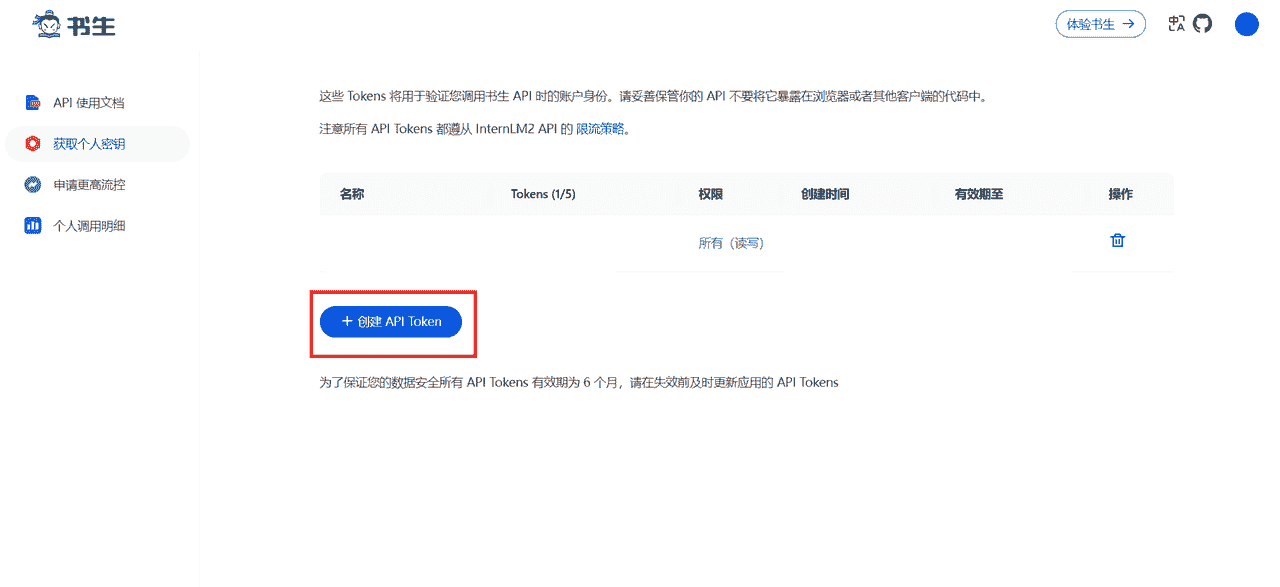 书生
体验书生 →
API 使用文档
获取个人密钥
申请更高流控
个人调用明细
这些 Tokens 将用于验证您调用书生 API 时的账户身份。请妥善保管你的 API 不要将它暴露在浏览器或者其他客户端的代码中。
注意所有 API Tokens 都遵从 InternLM2 API 的 限流策略。
名称 Tokens (1/5) 权限 创建时间 有效期至 操作
所有（读写）
+ 创建 API Token
为了保证您的数据安全所有 API Tokens 有效期为 6 个月，请在失效前及时更新应用的 API Tokens